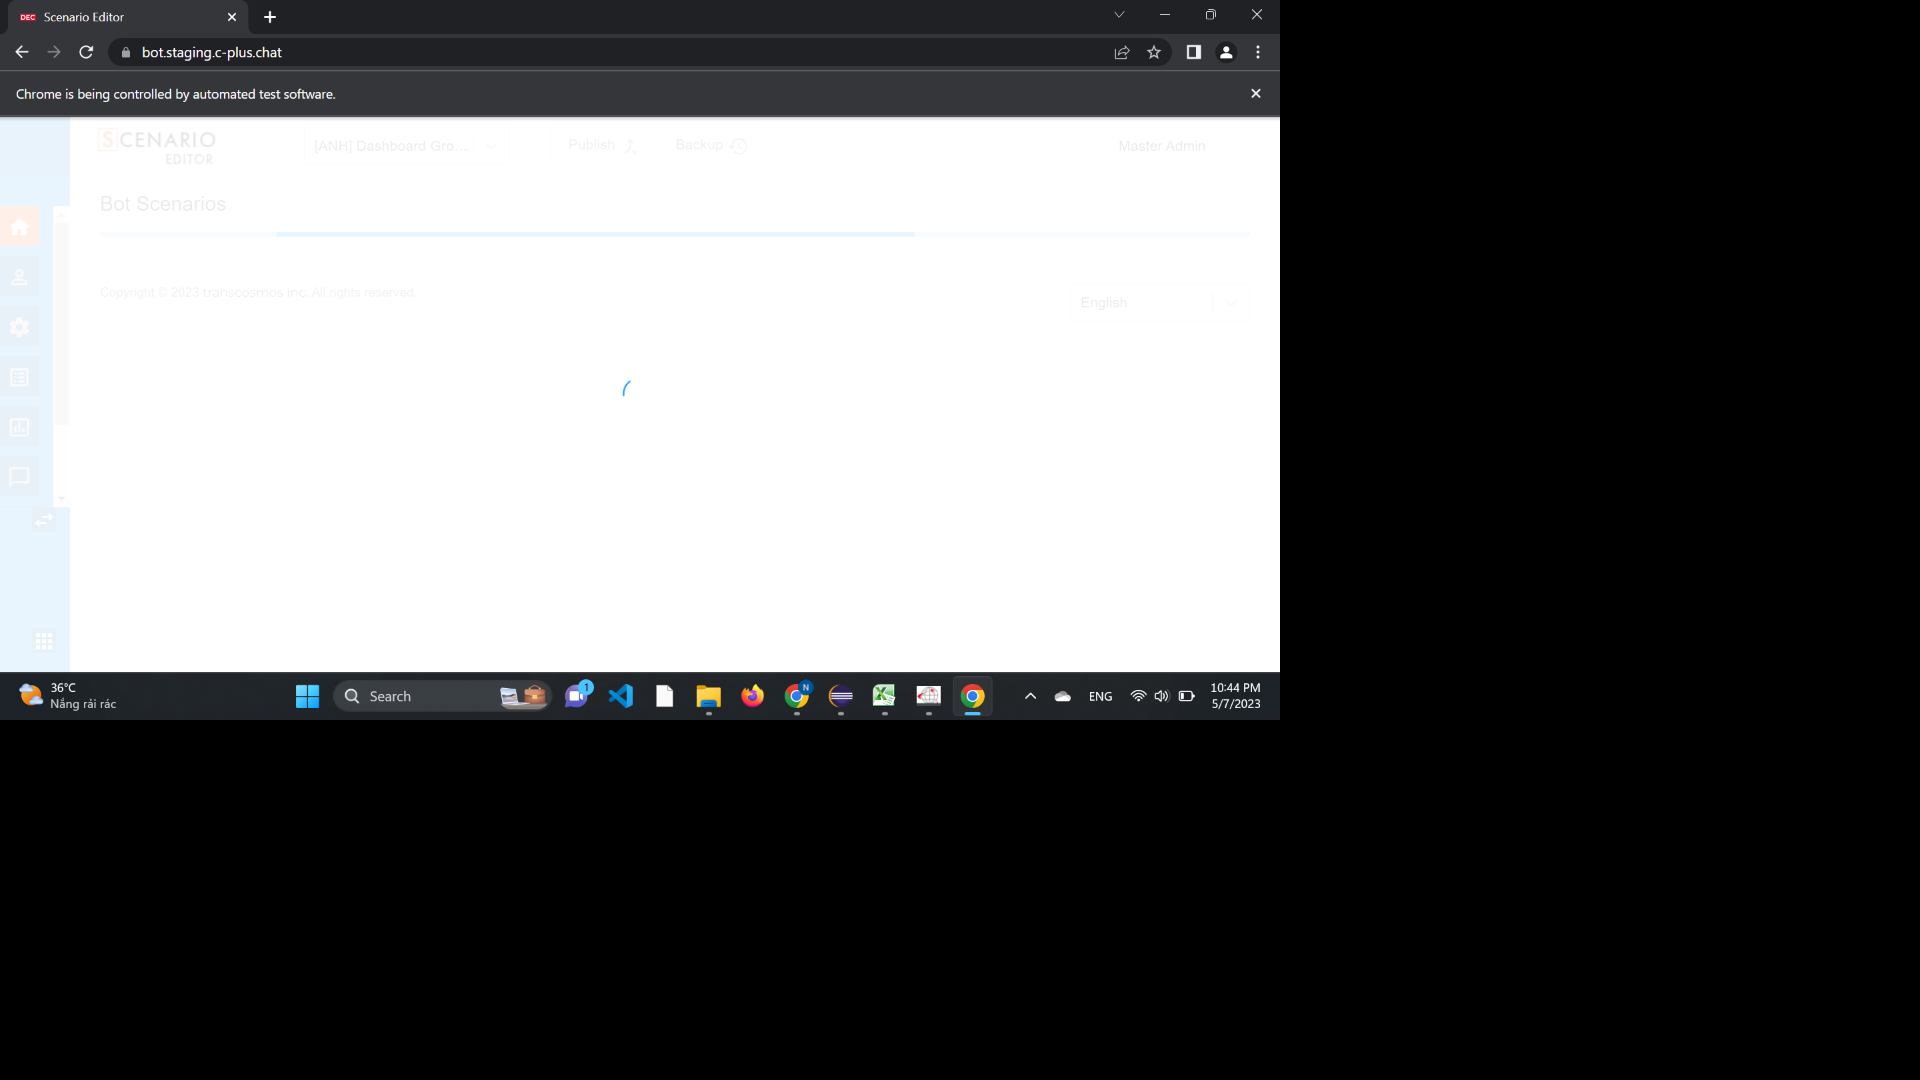 DEC Scenario Editor
bot.staging.c-plus.chat
Chrome is being controlled by automated test software.
SCENARIO
EDITOR
[ANH] Dashboard Gro...
Publish
Backup
Master Admin
Bot Scenarios
Copyright © 2023 transcosmos inc. All rights reserved.
English
36°C
Nắng rải rác
Search
1
N
ENG
10:44 PM
5/7/2023